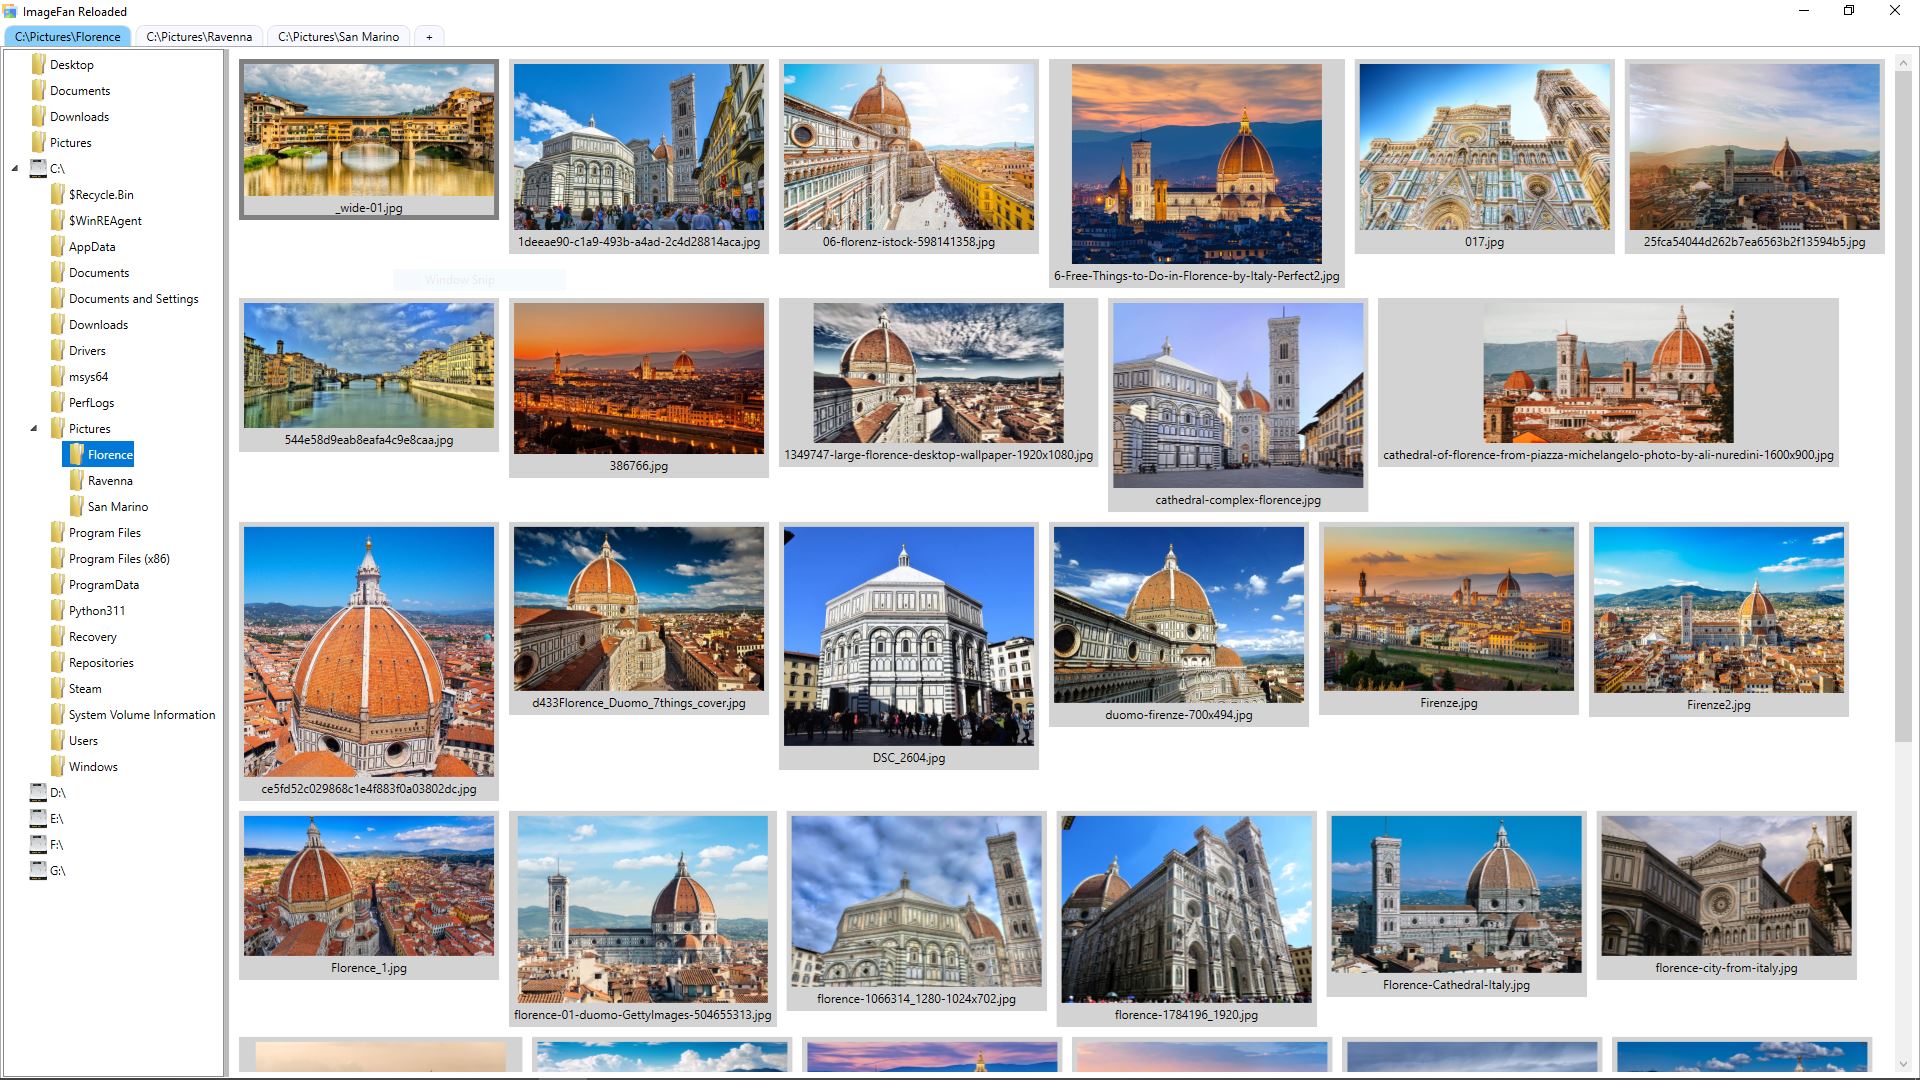 ImageFan Reloaded
C:\Pictures\Florence
C:\Pictures\Ravenna
C:\Pictures\San Marino
+
Desktop
Documents
Downloads
Pictures
C:\
$Recycle.Bin
$WinREAgent
AppData
Documents
Documents and Settings
Downloads
Drivers
msys64
PerfLogs
Pictures
Florence
Ravenna
San Marino
Program Files
Program Files (x86)
ProgramData
Python311
Recovery
Repositories
Steam
System Volume Information
Users
Windows
D:\
E:\
F:\
G:\
_wide-01.jpg
1deeae90-c1a9-493b-a4ad-2c4d28814aca.jpg
06-florenz-istock-598141358.jpg
6-Free-Things-to-Do-in-Florence-by-Italy-Perfect2.jpg
017.jpg
25fca54044d262b7ea6563b2f13594b5.jpg
Window Snip
544e58d9eab8eafa4c9e8caa.jpg
386766.jpg
1349747-large-florence-desktop-wallpaper-1920x1080.jpg
cathedral-complex-florence.jpg
cathedral-of-florence-from-piazza-michelangelo-photo-by-ali-nuredini-1600x900.jpg
ce5fd52c029868c1e4f883f0a03802dc.jpg
d433Florence_Duomo_7things_cover.jpg
DSC_2604.jpg
duomo-firenze-700x494.jpg
Firenze.jpg
Firenze2.jpg
Florence_1.jpg
florence-01-duomo-GettyImages-504655313.jpg
florence-1066314_1280-1024x702.jpg
florence-1784196_1920.jpg
Florence-Cathedral-Italy.jpg
florence-city-from-italy.jpg